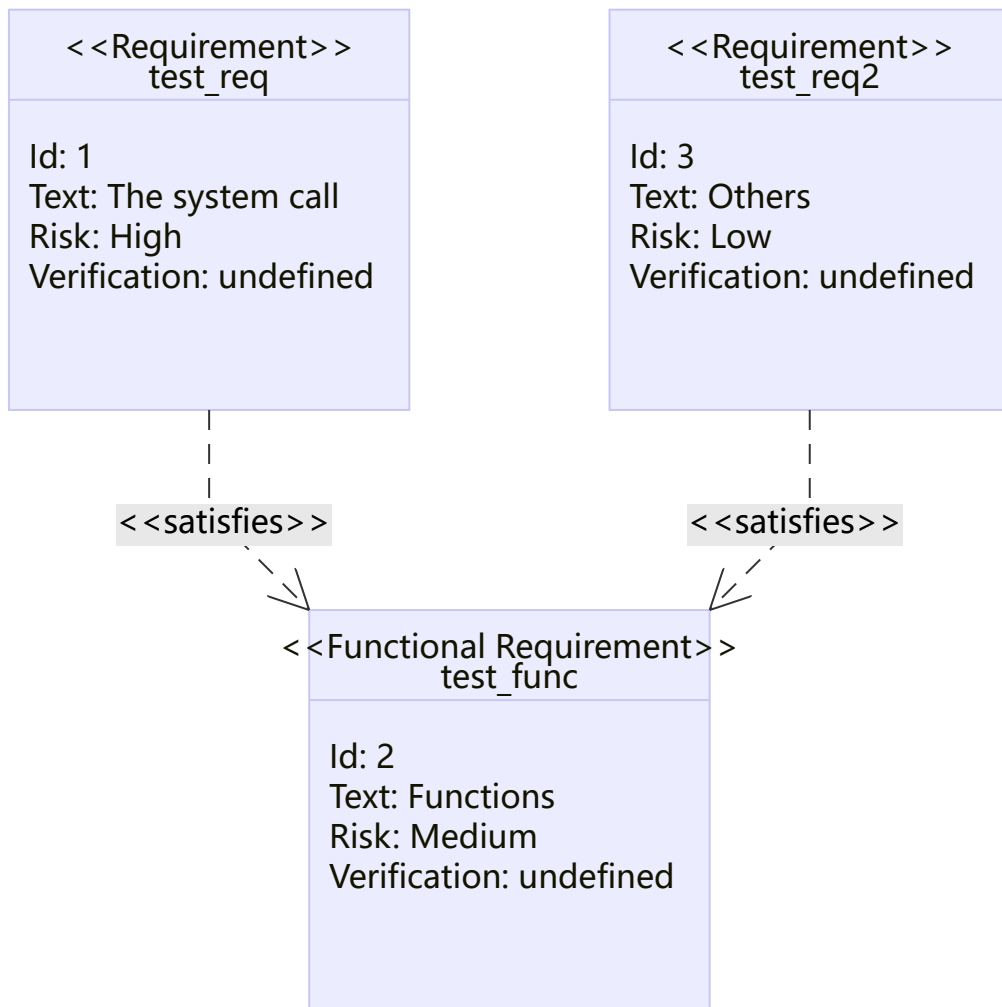 <<Requirement>>
test_req
Id: 1
Text: The system call
Risk: High
Verification: undefined
<<Requirement>>
test_req2
Id: 3
Text: Others
Risk: Low
Verification: undefined
<<satisfies>>
<<satisfies>>
<<Functional Requirement>>
test_func
Id: 2
Text: Functions
Risk: Medium
Verification: undefined